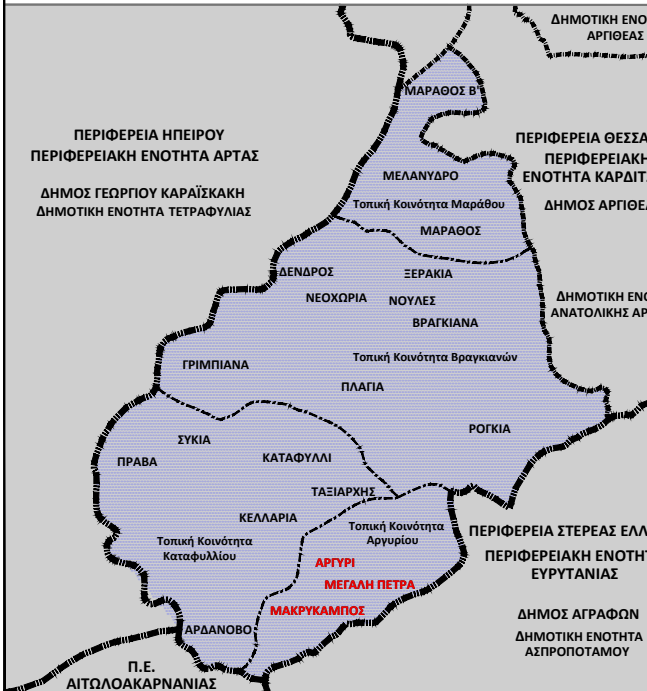 ΔΗΜΟΤΙΚΗ ΕΝΟ
ΑΡΓΙΘΕΑΣ
ΜΑΡΑΘΟΣ Β'
ΠΕΡΙΦΕΡΕΙΑ ΗΠΕΙΡΟΥ
ΠΕΡΙΦΕΡΕΙΑΚΗ ΕΝΟΤΗΤΑ ΑΡΤΑΣ
ΔΗΜΟΣ ΓΕΩΡΓΙΟΥ ΚΑΡΑΪΣΚΑΚΗ
ΔΗΜΟΤΙΚΗ ΕΝΟΤΗΤΑ ΤΕΤΡΑΦΥΛΙΑΣ
ΠΕΡΙΦΕΡΕΙΑ ΘΕΣΣΑ
ΠΕΡΙΦΕΡΕΙΑΚΗ
ΕΝΟΤΗΤΑ ΚΑΡΔΙΤ
ΔΗΜΟΣ ΑΡΓΙΘΕΑ
ΜΕΛΑΝΥΔΡΟ
Τοπική Κοινότητα Μαράθου
ΜΑΡΑΘΟΣ
ΔΕΝΔΡΟΣ
ΞΕΡΑΚΙΑ
ΝΕΟΧΩΡΙΑ
ΝΟΥΛΕΣ
ΒΡΑΓΚΙΑΝΑ
ΔΗΜΟΤΙΚΗ ΕΝΟ
ΑΝΑΤΟΛΙΚΗΣ ΑΡ
Τοπική Κοινότητα Βραγκιανών
ΓΡΙΜΠΙΑΝΑ
ΠΛΑΓΙΑ
ΡΟΓΚΙΑ
ΣΥΚΙΑ
ΠΡΑΒΑ
ΚΑΤΑΦΥΛΛΙ
ΤΑΞΙΑΡΧΗΣ
ΚΕΛΛΑΡΙΑ
Τοπική Κοινότητα
Καταφυλλίου
Τοπική Κοινότητα
Αργυρίου
ΑΡΓΥΡΙ
ΜΕΓΑΛΗ ΠΕΤΡΑ
ΜΑΚΡΥΚΑΜΠΟΣ
ΑΡΔΑΝΟΒΟ
ΠΕΡΙΦΕΡΕΙΑ ΣΤΕΡΕΑΣ ΕΛΛ
ΠΕΡΙΦΕΡΕΙΑΚΗ ΕΝΟΤΗΤ
ΕΥΡΥΤΑΝΙΑΣ
ΔΗΜΟΣ ΑΓΡΑΦΩΝ
ΔΗΜΟΤΙΚΗ ΕΝΟΤΗΤΑ
ΑΣΠΡΟΠΟΤΑΜΟΥ
Π.Ε.
ΑΙΤΩΛΟΑΚΑΡΝΑΝΙΑΣ